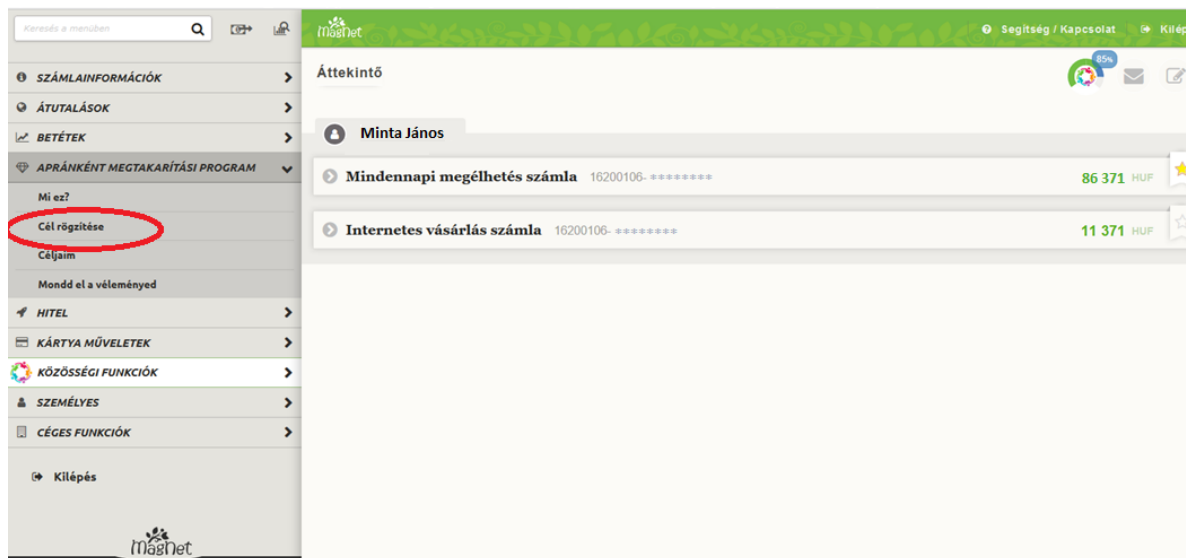 Keresés a menüben
SZÁMLAINFORMÁCIÓK
ÁTUTALÁSOK
BETÉTEK
APRÁNKÉNT MEGTAKARÍTÁSI PROGRAM
Mi ez?
Cél rögzítése
Céljaim
Mondd el a véleményed
HITEL
KÁRTYA MŰVELETEK
KÖZÖSSÉGI FUNKCIÓK
SZEMÉLYES
CÉGES FUNKCIÓK
Kilépés
MagNet
MagNet
Segítség / Kapcsolat Kilép
Áttekintő
85%
Minta János
Mindennapi megélhetés számla 16200106- ********
86 371 HUF
Internetes vásárlás számla 16200106- ********
11 371 HUF